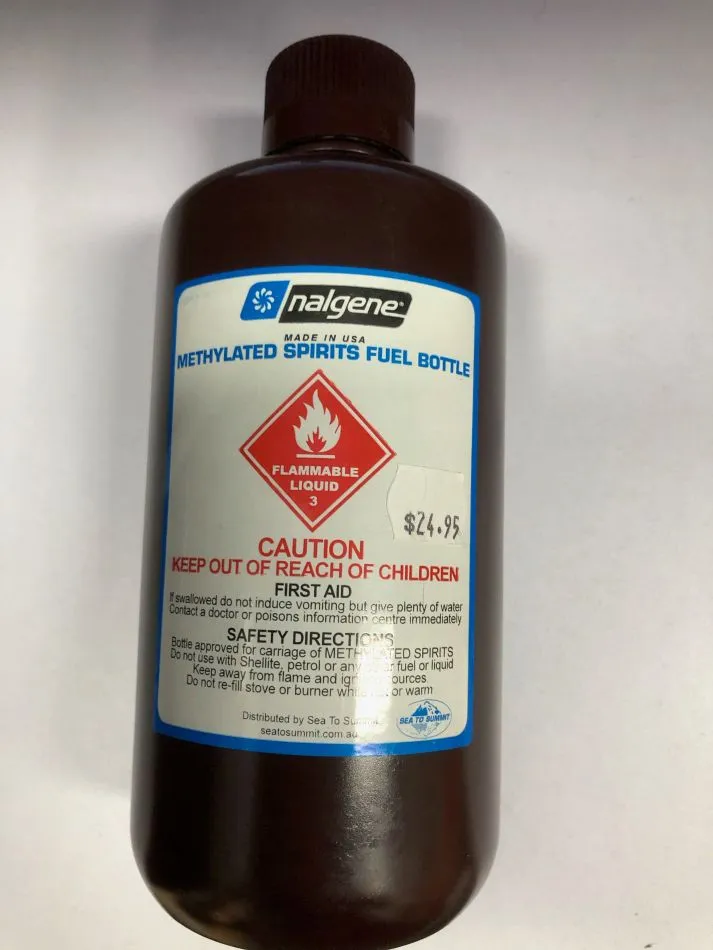 nalgene
MADE IN USA
METHYLATED SPIRITS FUEL BOTTLE
FLAMMABLE
LIQUID
3
$24.95
CAUTION
KEEP OUT OF REACH OF CHILDREN
FIRST AID
If swallowed do not induce vomiting but give plenty of water
Contact a doctor or poisons information centre immediately
SAFETY DIRECTIONS
Bottle approved for carriage of METHYLATED SPIRITS
Do not use with Shellite, petrol or any fuel or liquid
Keep away from flame and
Do not re-fill stove or burner or warm
Distributed by Sea To Summit
SEA TO SUMMIT
seatosummit.com.au